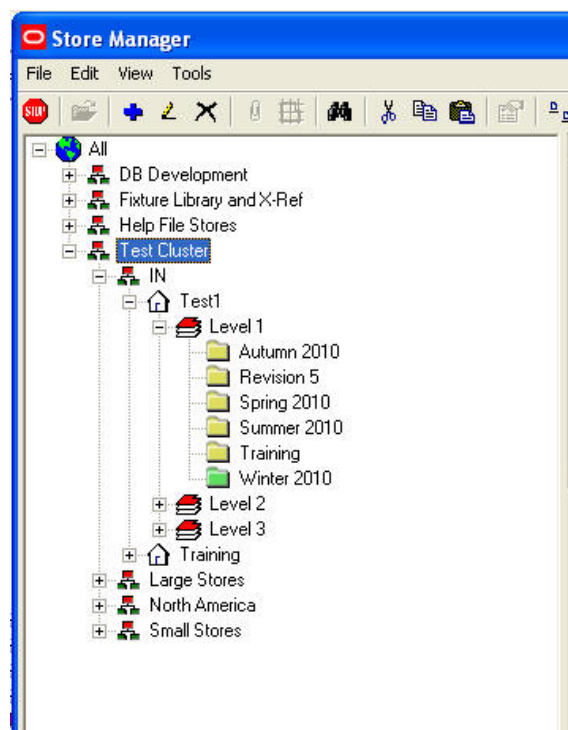 Store Manager
File Edit View Tools
STOP
All
DB Development
Fixture Library and X-Ref
Help File Stores
Test Cluster
IN
Test1
Level 1
Autumn 2010
Revision 5
Spring 2010
Summer 2010
Training
Winter 2010
Level 2
Level 3
Training
Large Stores
North America
Small Stores